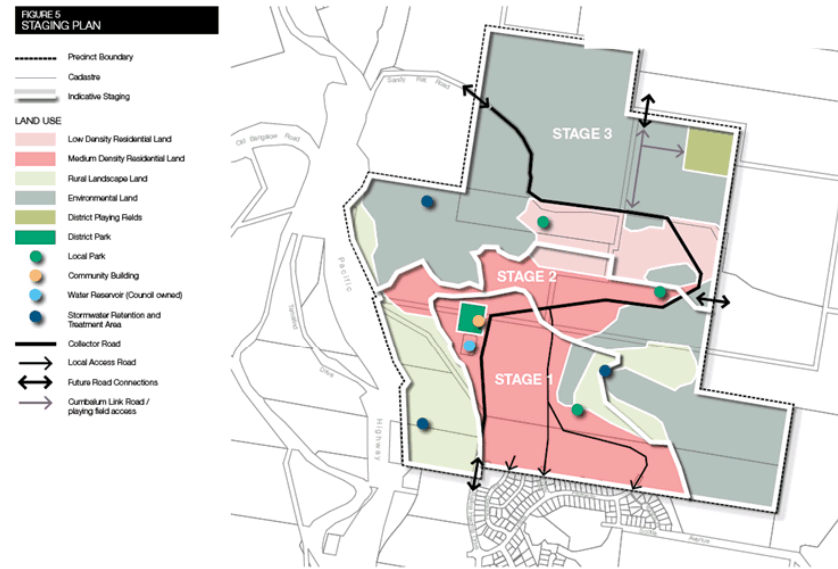 FIGURE 5
STAGING PLAN
Precinct Boundary
Cadastre
Indicative Staging
LAND USE
Low Density Residential Land
Medium Density Residential Land
Rural Landscape Land
Environmental Land
District Playing Fields
District Park
Local Park
Community Building
Water Reservoir (Council owned)
Stormwater Retention and
Treatment Area
Collector Road
Local Access Road
Future Road Connections
Cumbalum Link Road /
playing field access
Sandy Flat Road
Old Bangalow Road
STAGE 3
Pacific
STAGE 2
Drive
STAGE 1
Highway
Avenue